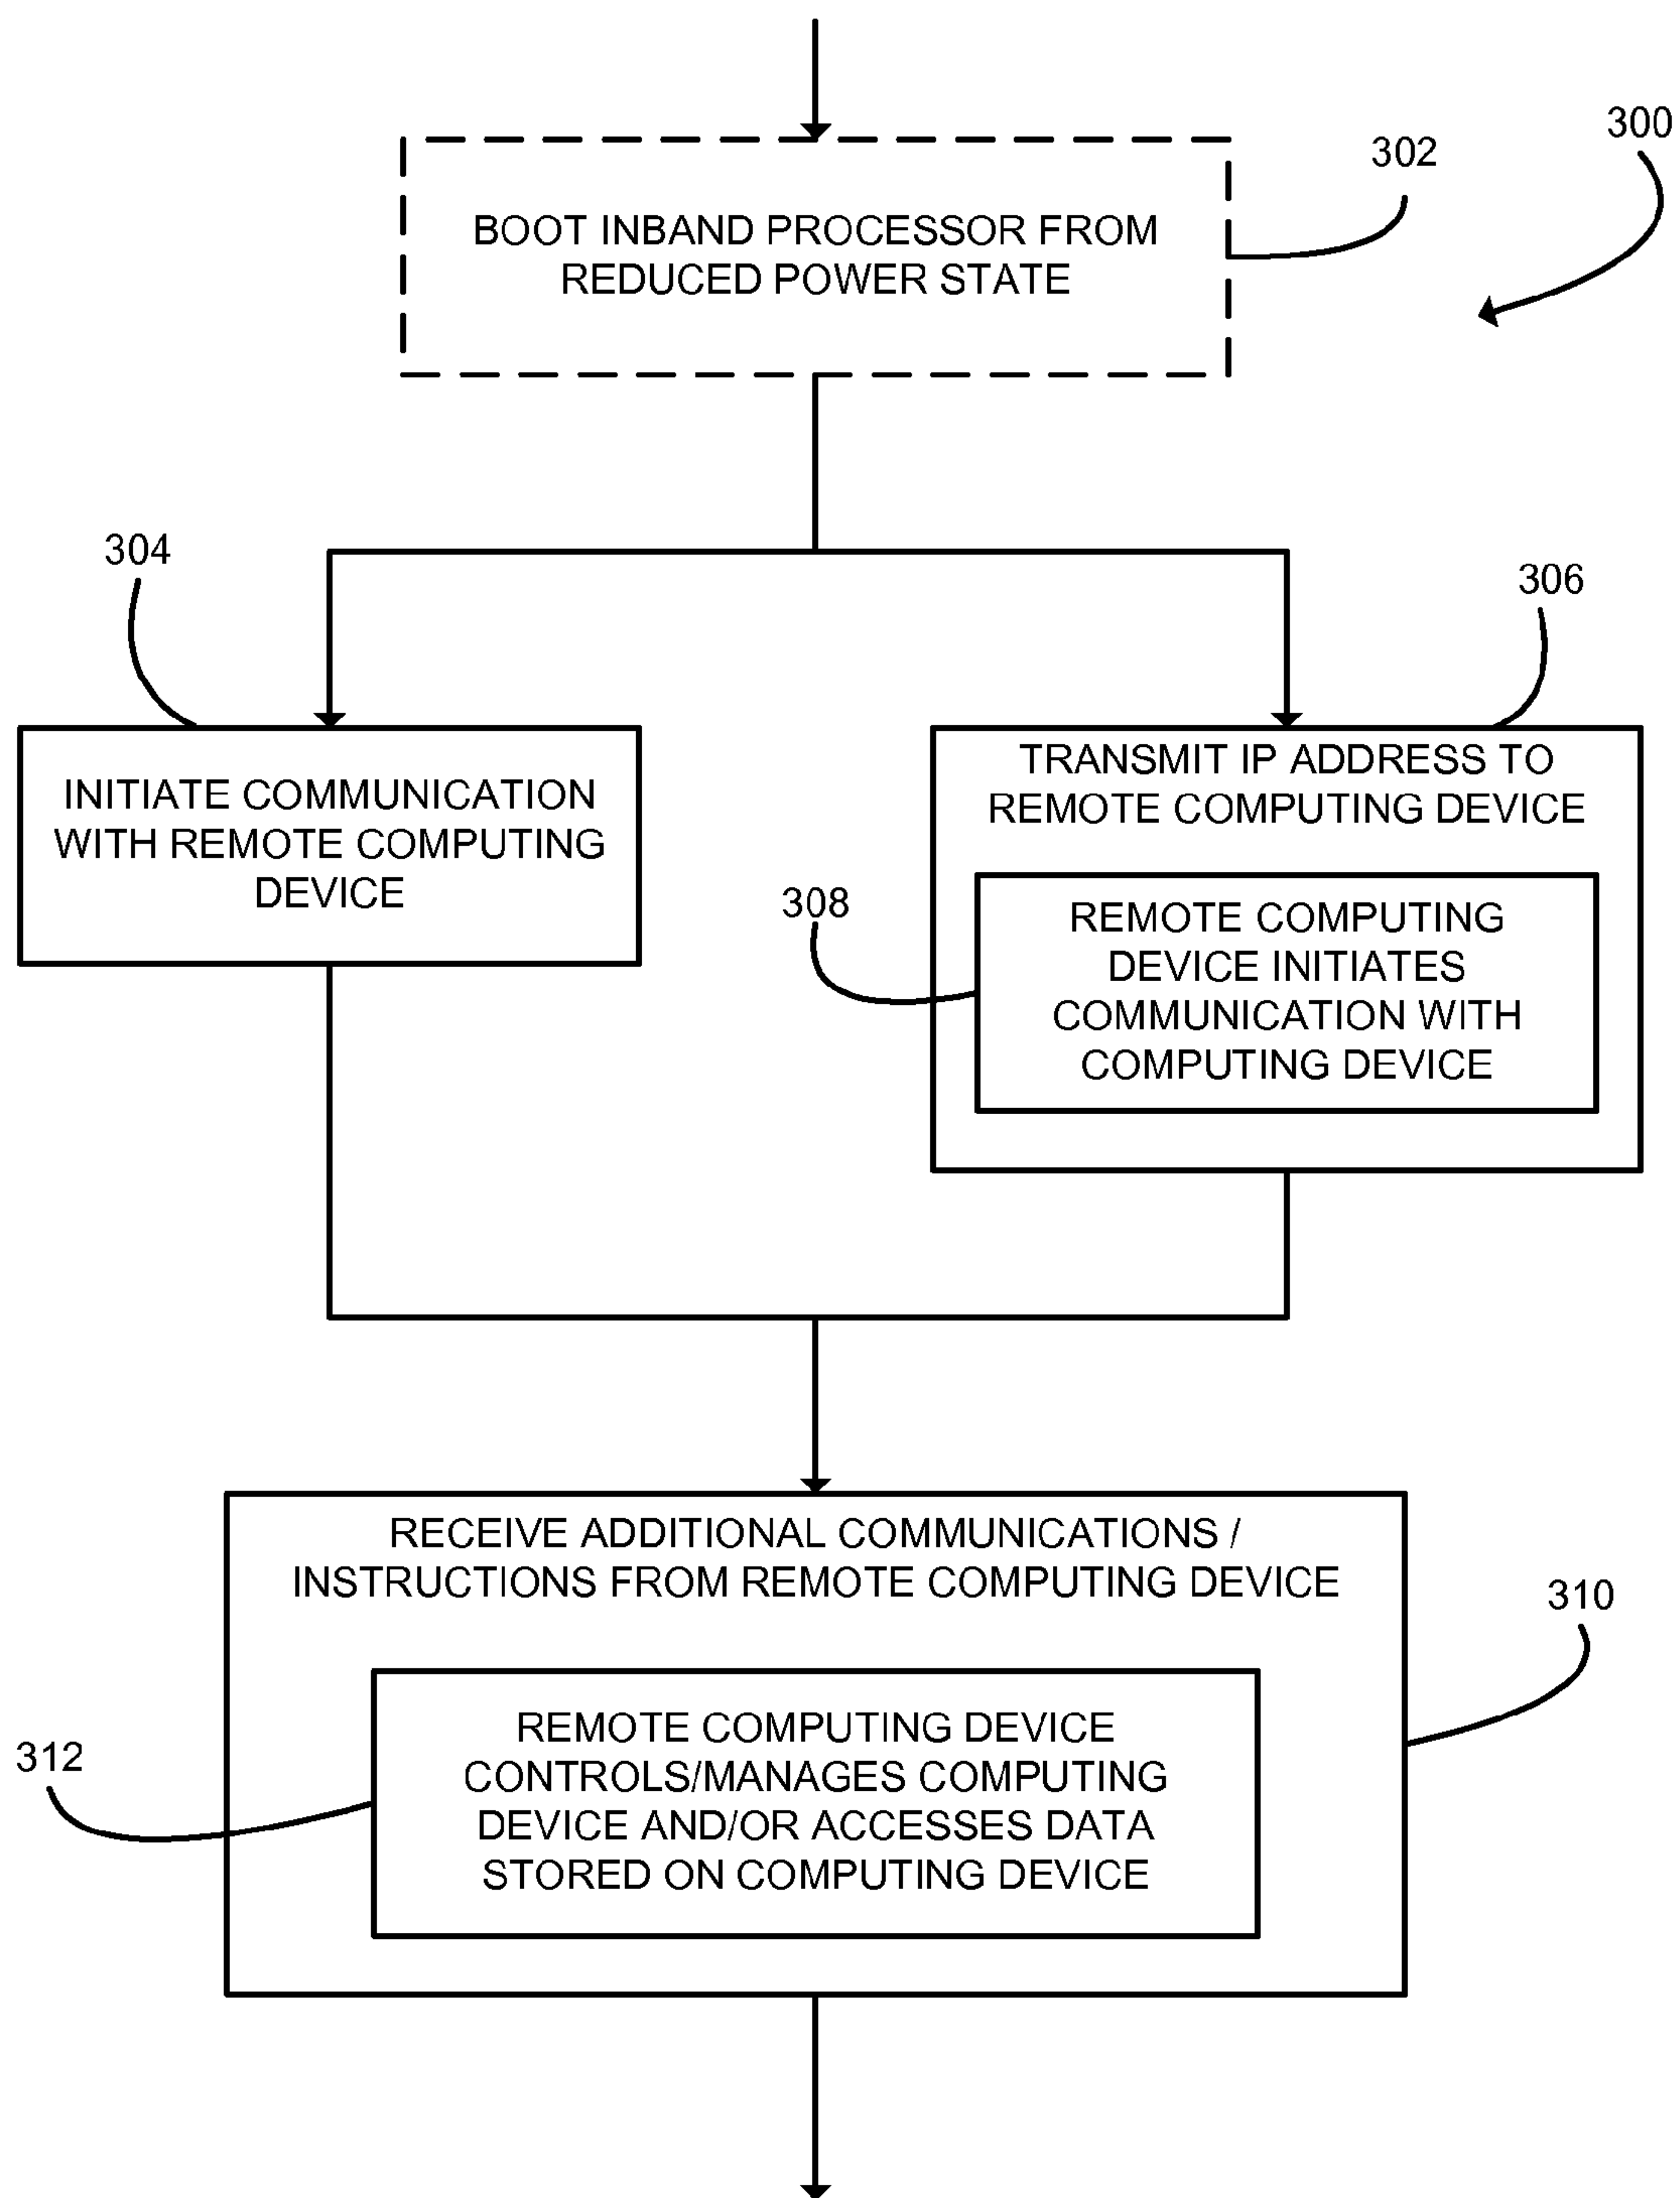 300
302
BOOT INBAND PROCESSOR FROM
REDUCED POWER STATE
304
306
INITIATE COMMUNICATION
WITH REMOTE COMPUTING
DEVICE
TRANSMIT IP ADDRESS TO
REMOTE COMPUTING DEVICE
308
REMOTE COMPUTING
DEVICE INITIATES
COMMUNICATION WITH
COMPUTING DEVICE
RECEIVE ADDITIONAL COMMUNICATIONS /
INSTRUCTIONS FROM REMOTE COMPUTING DEVICE
310
312
REMOTE COMPUTING DEVICE
CONTROLS/MANAGES COMPUTING
DEVICE AND/OR ACCESSES DATA
STORED ON COMPUTING DEVICE